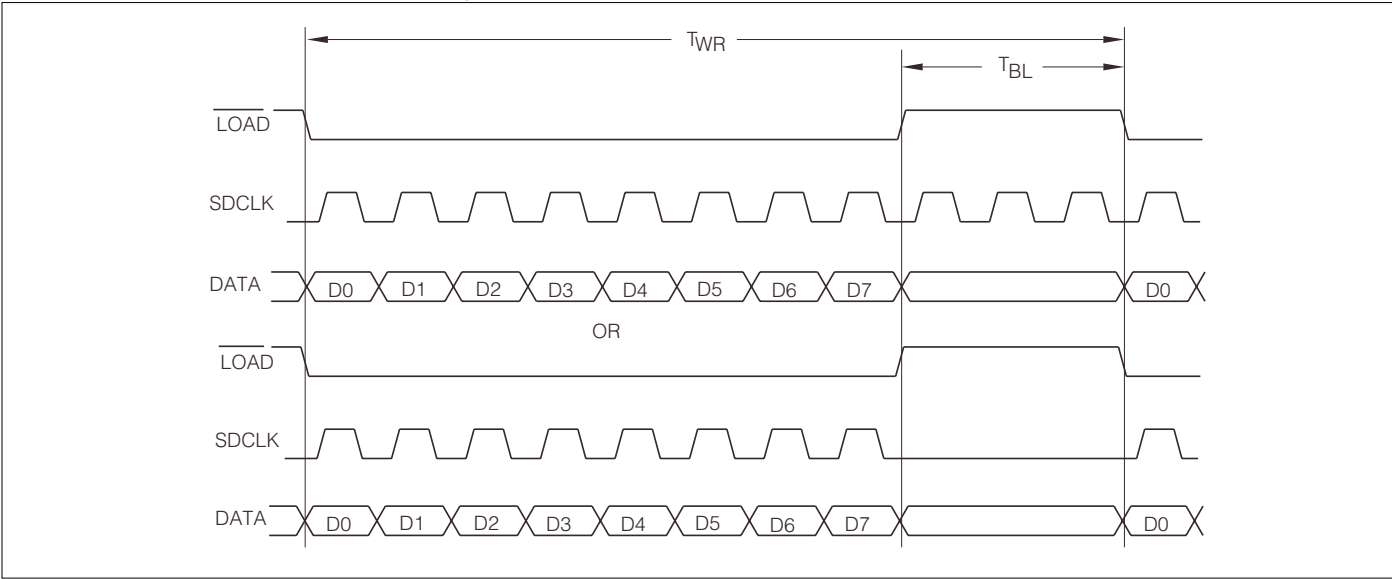 TWR
TBL
LOAD
SDCLK
DATA D0 D1 D2 D3 D4 D5 D6 D7 D0
OR
LOAD
SDCLK
DATA D0 D1 D2 D3 D4 D5 D6 D7 D0